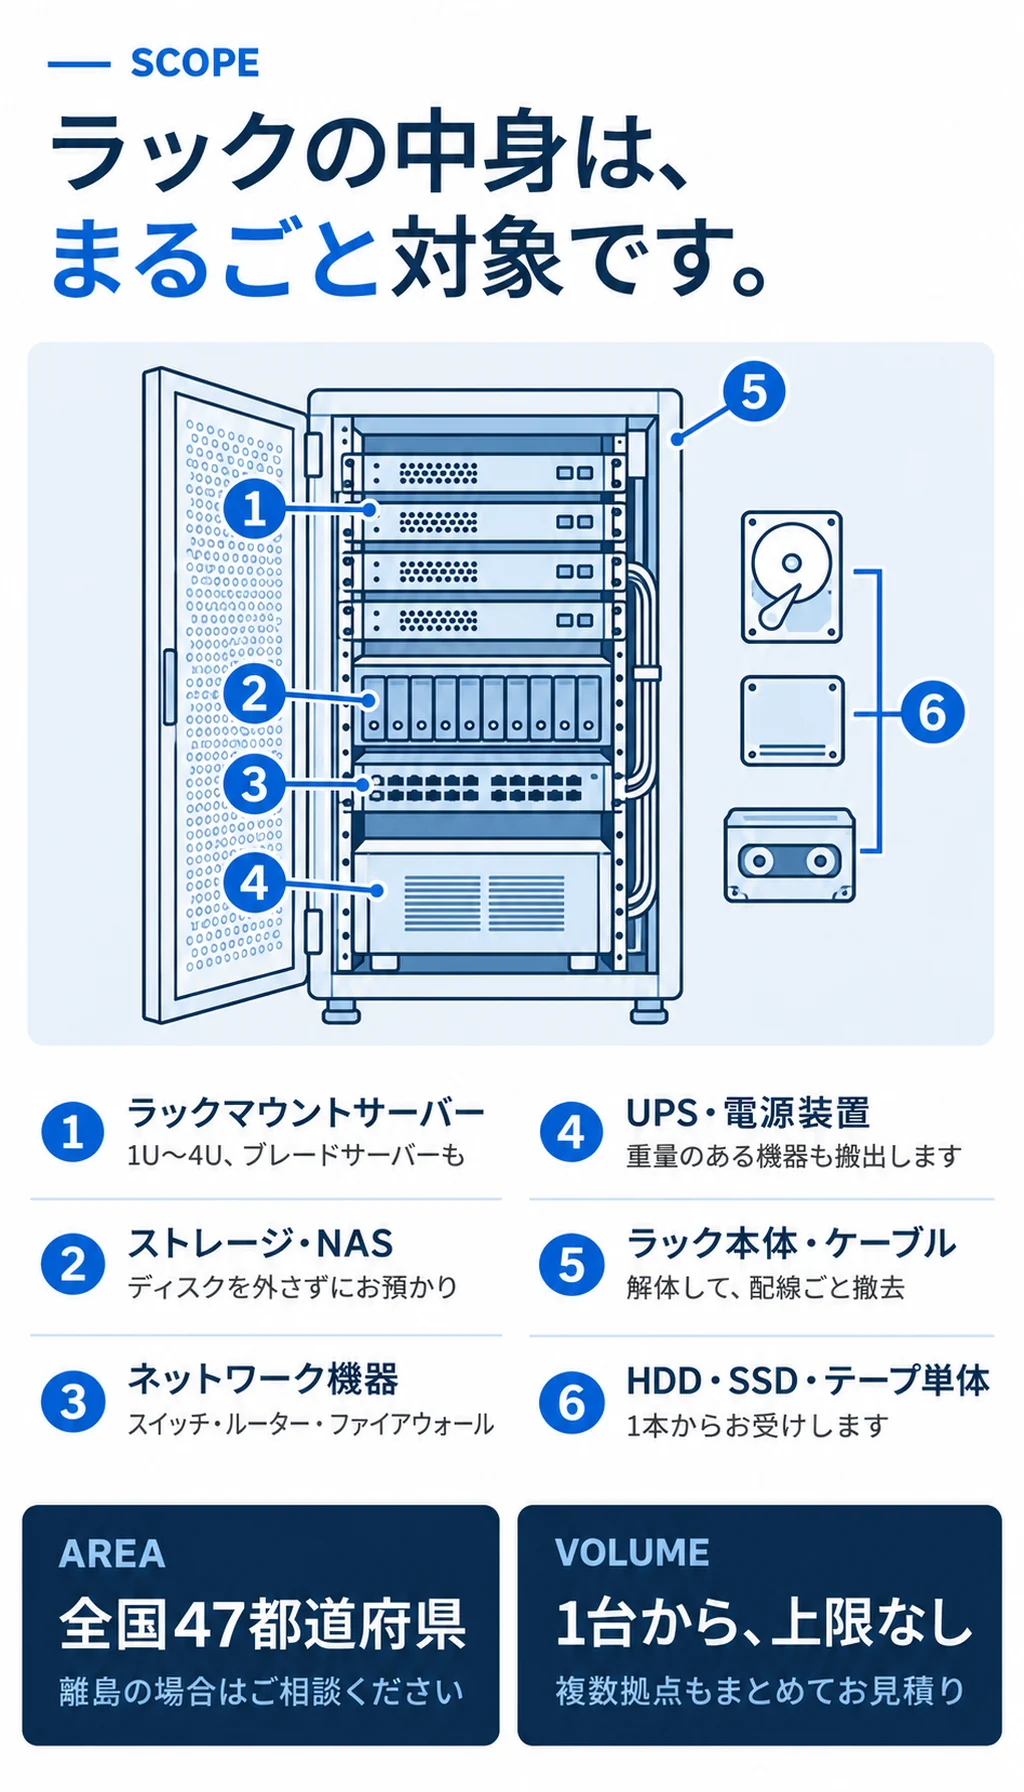 SCOPE
ラックの中身は、
まるごと対象です。
5
1
2
6
3
4
1 ラックマウントサーバー
1U〜4U、ブレードサーバーも
2 ストレージ・NAS
ディスクを外さずにお預かり
3 ネットワーク機器
スイッチ・ルーター・ファイアウォール
4 UPS・電源装置
重量のある機器も搬出します
5 ラック本体・ケーブル
解体して、配線ごと撤去
6 HDD・SSD・テープ単体
1本からお受けします
AREA
全国47都道府県
離島の場合はご相談ください
VOLUME
1台から、上限なし
複数拠点もまとめてお見積り